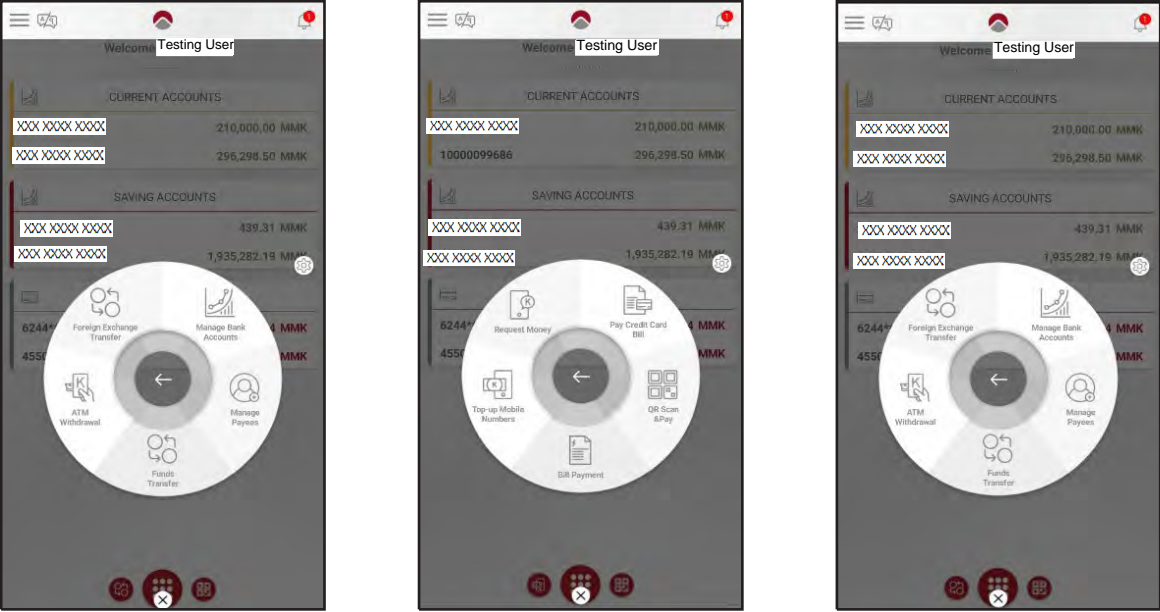 1
Welcome Testing User
CURRENT ACCOUNTS
XXX XXXX XXXX 210,000.00 MMK
XXX XXXX XXXX 296,298.50 MMK
SAVING ACCOUNTS
XXX XXXX XXXX 439.31 MMK
XXX XXXX XXXX 1,935,282.19 MMK
6244* 4 MMK
455 MMK
Foreign Exchange
Transfer
Manage Bank
Accounts
ATM
Withdrawal
Manage
Payees
Funds
Transfer
1
Welcome Testing User
CURRENT ACCOUNTS
XXX XXXX XXXX 210,000.00 MMK
10000099686 296,298.50 MMK
SAVING ACCOUNTS
XXX XXXX XXXX 439.31 MMK
XXX XXXX XXXX 1,935,282.19 MMK
6244* 4 MMK
455 MMK
Request Money
Pay Credit Card
Bill
Top-up Mobile
Numbers
QR Scan
&Pay
Bill Payment
1
Welcome Testing User
CURRENT ACCOUNTS
XXX XXXX XXXX 210,000.00 MMK
XXX XXXX XXXX 296,298.50 MMK
SAVING ACCOUNTS
XXX XXXX XXXX 439.31 MMK
XXX XXXX XXXX 1,935,282.19 MMK
6244* 4 MMK
455 MMK
Foreign Exchange
Transfer
Manage Bank
Accounts
ATM
Withdrawal
Manage
Payees
Funds
Transfer